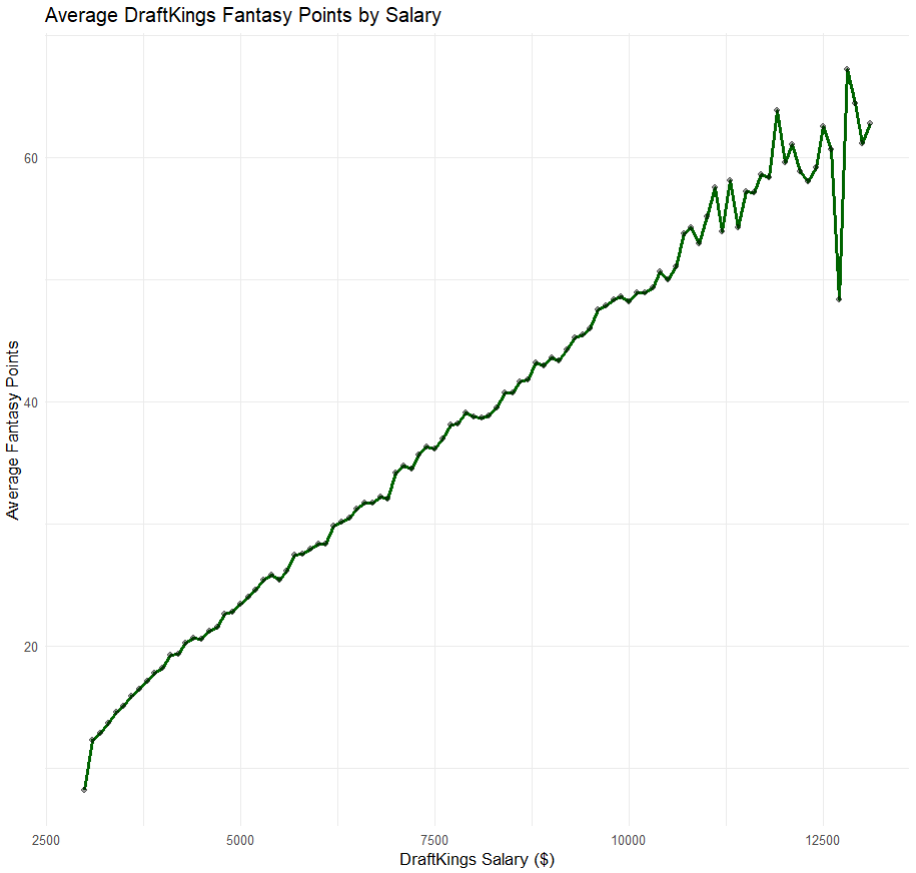 Average DraftKings Fantasy Points by Salary
Average Fantasy Points
60
40
20
2500
5000
7500
10000
12500
DraftKings Salary ($)